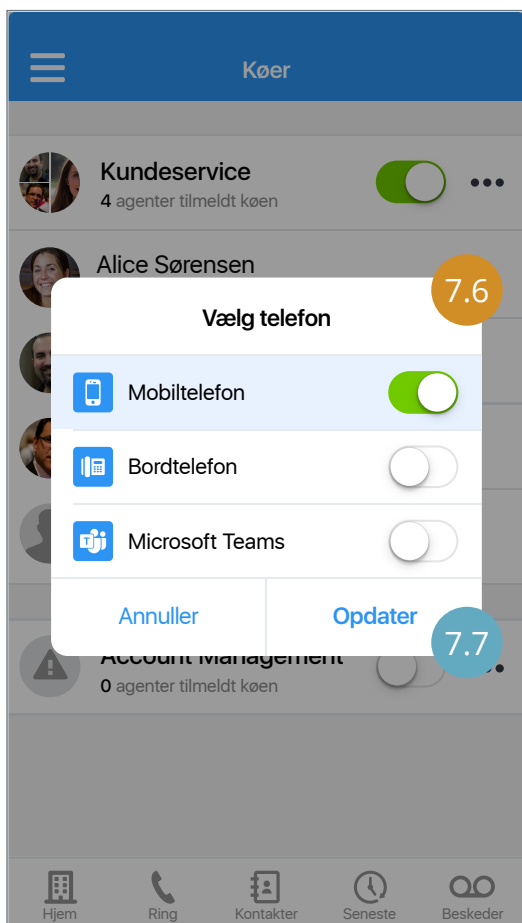 Køer
Kundeservice
4 agenter tilmeldt køen
Alice Sørensen
7.6
Vælg telefon
Mobiltelefon
Bordtelefon
Microsoft Teams
Annuller
Opdater
7.7
Account Management
0 agenter tilmeldt køen
Hjem
Ring
Kontakter
Seneste
Beskeder